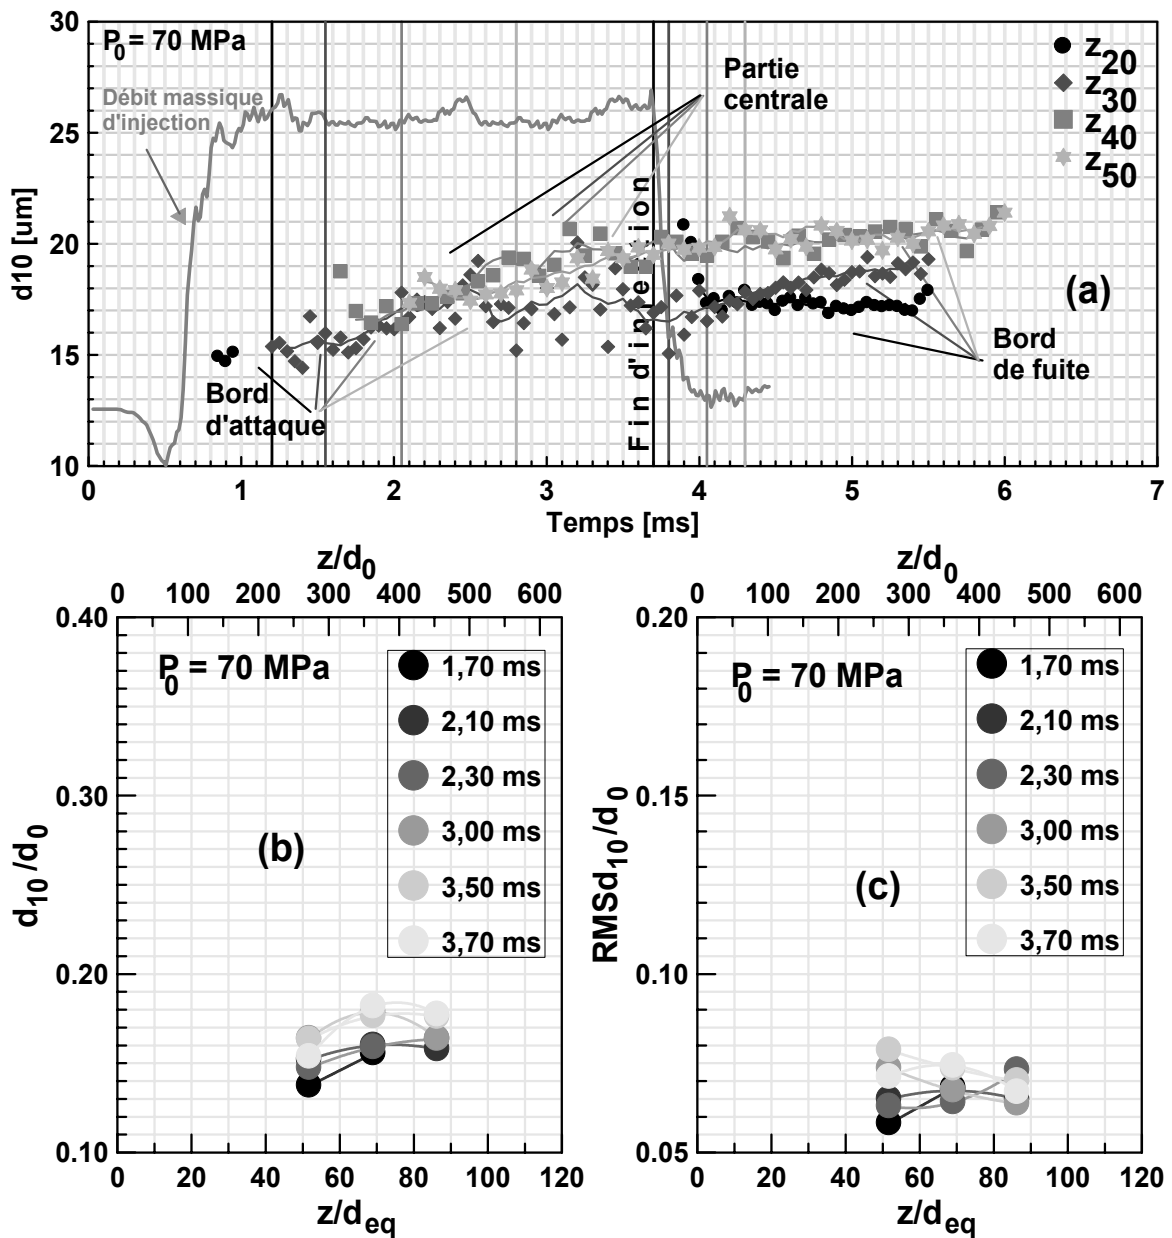 30
25
20
15
10
d10 [um]
P0 = 70 MPa
Débit massique
d'injection
Partie
centrale
z20
z30
z40
z50
(a)
Bord
d'attaque
Fin d'injection
Bord
de fuite
0 1 2 3 4 5 6 7
Temps [ms]
z/d0
0 100 200 300 400 500 600
0.40
0.30
0.20
0.10
d10/d0
P0 = 70 MPa
1,70 ms
2,10 ms
2,30 ms
3,00 ms
3,50 ms
3,70 ms
(b)
0 20 40 60 80 100 120
z/deq
z/d0
0 100 200 300 400 500 600
0.20
0.15
0.10
0.05
RMSd10/d0
P0 = 70 MPa
1,70 ms
2,10 ms
2,30 ms
3,00 ms
3,50 ms
3,70 ms
(c)
0 20 40 60 80 100 120
z/deq